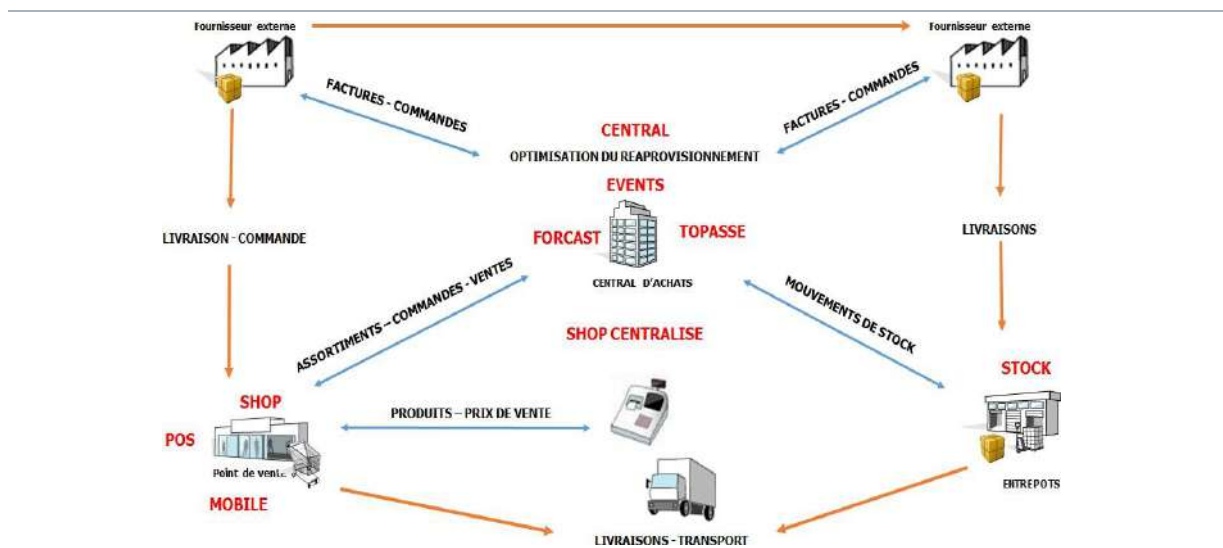 Fournisseur externe
Fournisseur externe
FACTURES - COMMANDES
FACTURES - COMMANDES
CENTRAL
OPTIMISATION DU REAPROVISIONNEMENT
EVENTS
FORCAST
TOPASSE
LIVRAISON - COMMANDE
LIVRAISONS
CENTRAL D'ACHATS
ASSORTIMENTS – COMMANDES - VENTES
MOUVEMENTS DE STOCK
SHOP CENTRALISE
STOCK
SHOP
PRODUITS – PRIX DE VENTE
POS
Point de vente
ENTREPOTS
MOBILE
LIVRAISONS - TRANSPORT